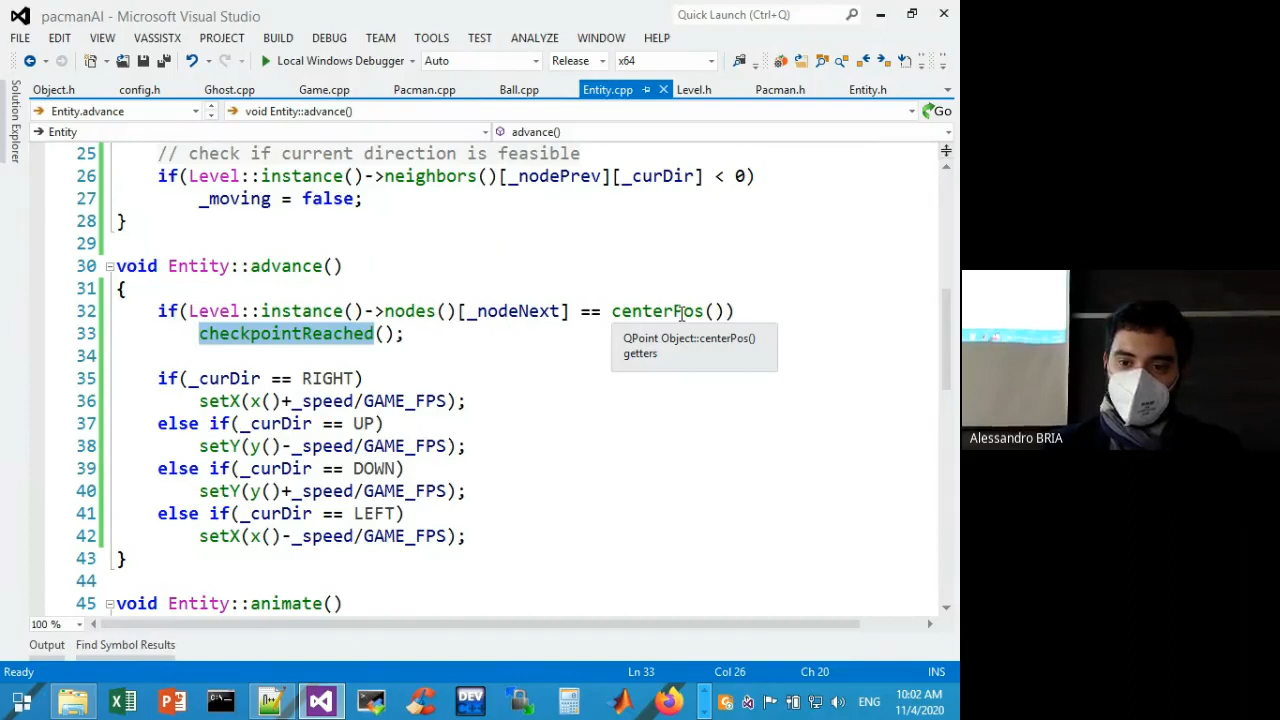 pacmanAI - Microsoft Visual Studio
Quick Launch (Ctrl+Q)
FILE EDIT VIEW VASSISTX PROJECT BUILD DEBUG TEAM TOOLS TEST ANALYZE WINDOW HELP
Local Windows Debugger Auto Release x64
Object.h config.h Ghost.cpp Game.cpp Pacman.cpp Ball.cpp Entity.cpp Level.h Pacman.h Entity.h
Solution Explorer
Entity.advance void Entity::advance() Go
Entity advance()
25 // check if current direction is feasible
26 if(Level::instance()->neighbors()[_nodePrev][_curDir] < 0)
27 _moving = false;
28 }
29
30 void Entity::advance()
31 {
32 if(Level::instance()->nodes()[_nodeNext] == centerPos())
33 checkpointReached();
QPoint Object::centerPos()
getters
34
35 if(_curDir == RIGHT)
36 setX(x()+_speed/GAME_FPS);
37 else if(_curDir == UP)
38 setY(y()-_speed/GAME_FPS);
39 else if(_curDir == DOWN)
40 setY(y()+_speed/GAME_FPS);
41 else if(_curDir == LEFT)
42 setX(x()-_speed/GAME_FPS);
43 }
44
45 void Entity::animate()
100 %
Output Find Symbol Results
Ready Ln 33 Col 26 Ch 20 INS
DEV
ENG
10:02 AM
11/4/2020
Alessandro BRIA